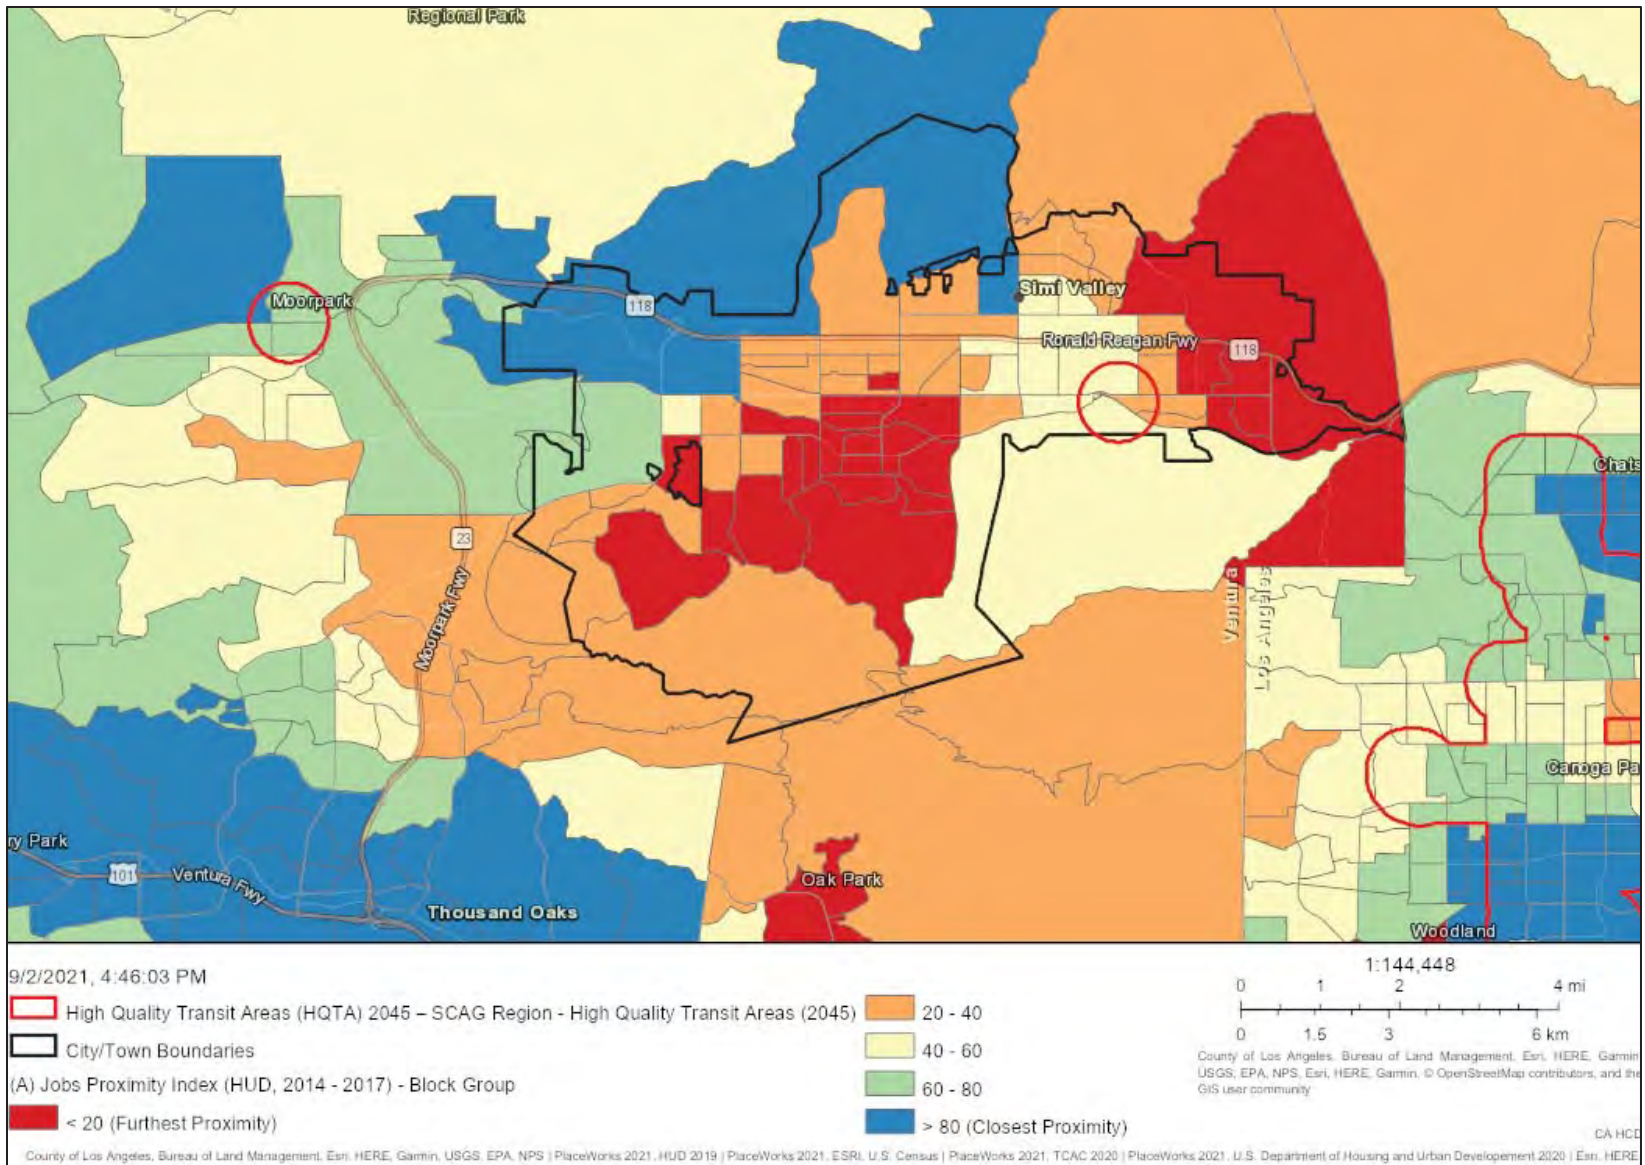 Regional Park
Moorpark
118
Simi Valley
Ronald Reagan Fwy
118
Chats
23
Moorpark Fwy
Ventura
Los Angeles
Canoga Pa
ry Park
101
Ventura Fwy
Oak Park
Thousand Oaks
Woodland
9/2/2021, 4:46:03 PM
High Quality Transit Areas (HQTA) 2045 – SCAG Region - High Quality Transit Areas (2045)
City/Town Boundaries
(A) Jobs Proximity Index (HUD, 2014 - 2017) - Block Group
< 20 (Furthest Proximity)
20 - 40
40 - 60
60 - 80
> 80 (Closest Proximity)
1:144,448
0 1 2 4 mi
0 1.5 3 6 km
County of Los Angeles, Bureau of Land Management, Esri, HERE, Garmin
USGS, EPA, NPS, Esri, HERE, Garmin, © OpenStreetMap contributors, and the
GIS user community
CA HCD
County of Los Angeles, Bureau of Land Management, Esri, HERE, Garmin, USGS, EPA, NPS | PlaceWorks 2021, HUD 2019 | PlaceWorks 2021, ESRI, U.S. Census | PlaceWorks 2021, TCAC 2020 | PlaceWorks 2021, U.S. Department of Housing and Urban Developement 2020 | Esri, HERE